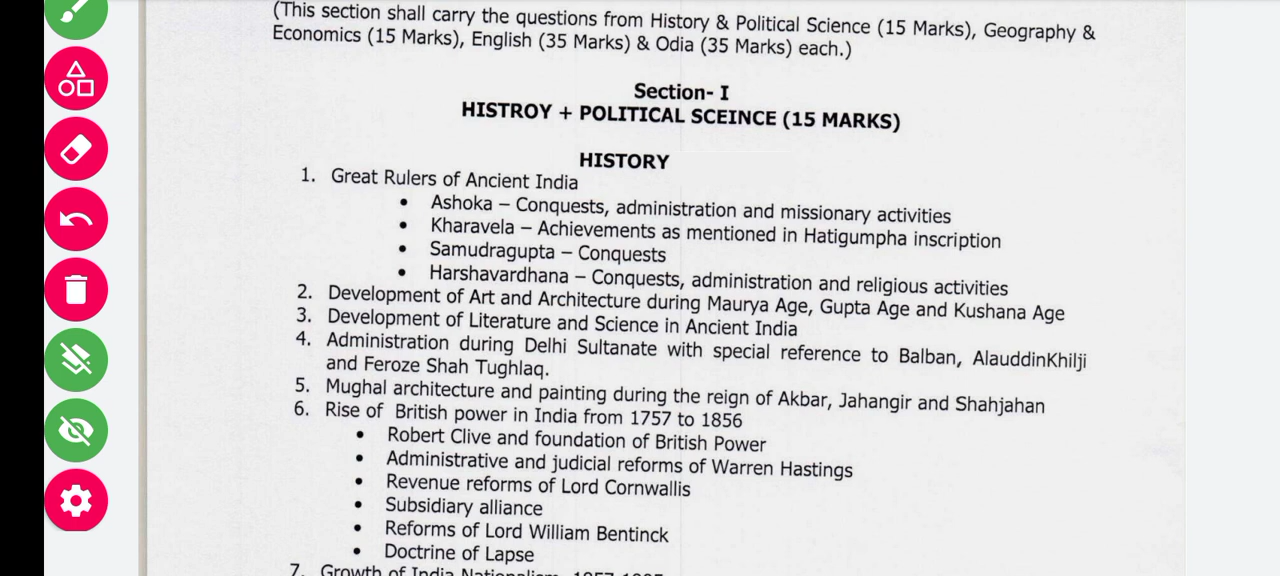 (This section shall carry the questions from History & Political Science (15 Marks), Geography &
Economics (15 Marks), English (35 Marks) & Odia (35 Marks) each.)
Section- I
HISTROY + POLITICAL SCEINCE (15 MARKS)
HISTORY
1. Great Rulers of Ancient India
• Ashoka – Conquests, administration and missionary activities
• Kharavela – Achievements as mentioned in Hatigumpha inscription
• Samudragupta – Conquests
• Harshavardhana – Conquests, administration and religious activities
2. Development of Art and Architecture during Maurya Age, Gupta Age and Kushana Age
3. Development of Literature and Science in Ancient India
4. Administration during Delhi Sultanate with special reference to Balban, AlauddinKhilji
and Feroze Shah Tughlaq.
5. Mughal architecture and painting during the reign of Akbar, Jahangir and Shahjahan
6. Rise of British power in India from 1757 to 1856
• Robert Clive and foundation of British Power
• Administrative and judicial reforms of Warren Hastings
• Revenue reforms of Lord Cornwallis
• Subsidiary alliance
• Reforms of Lord William Bentinck
• Doctrine of Lapse
7. Growth of India Nationalism